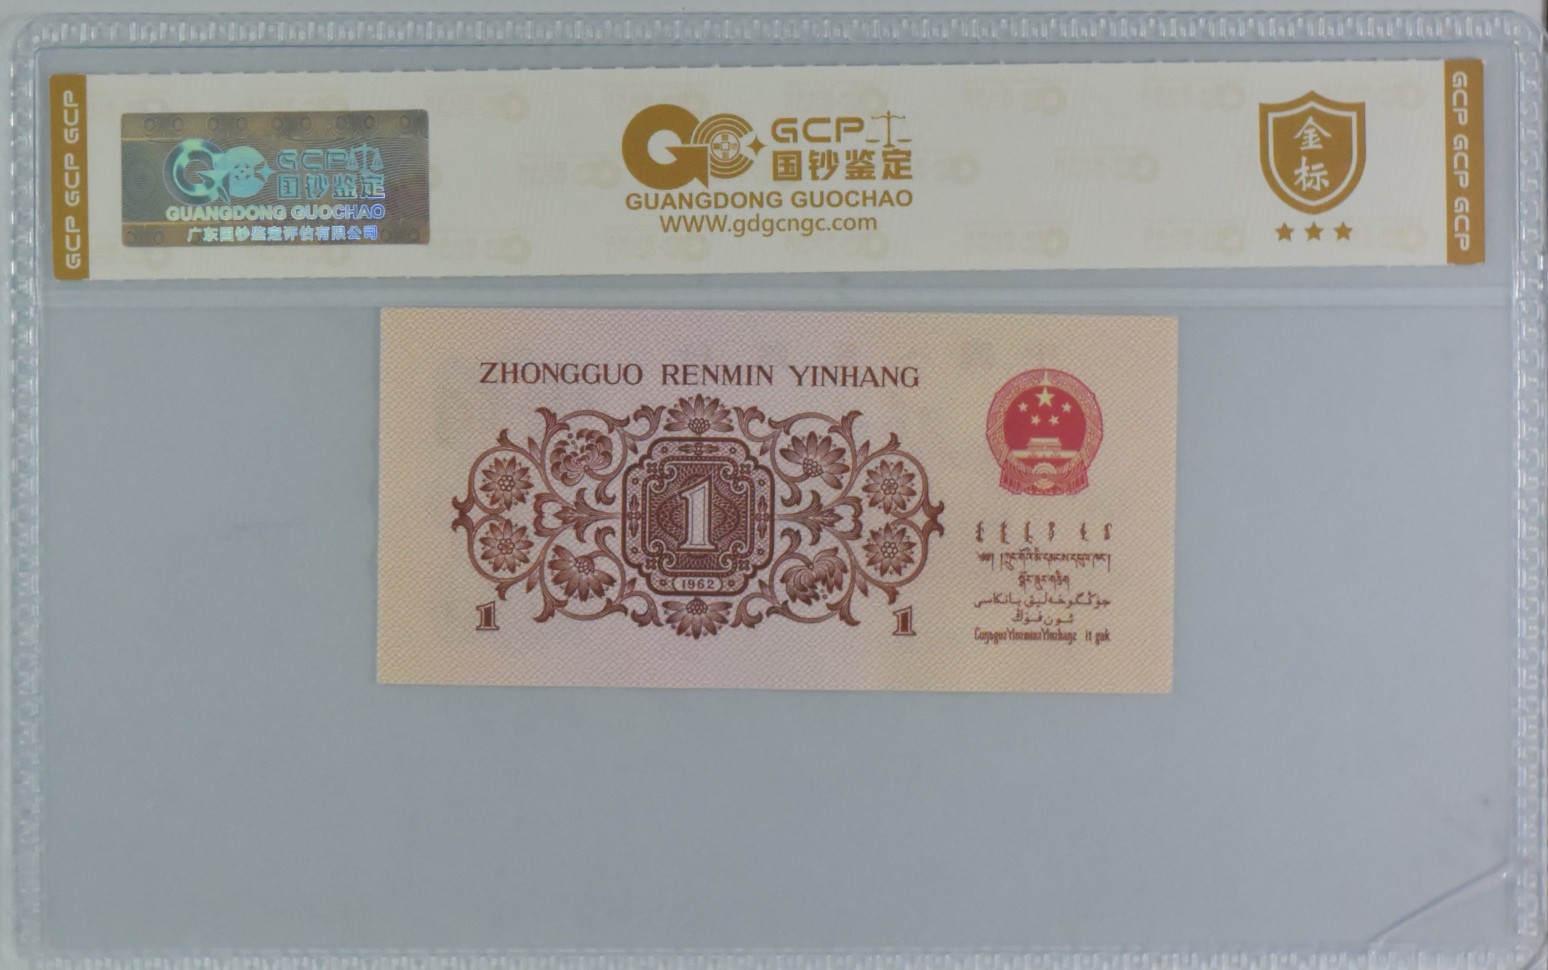 GCP GCP GCP
GCP
国钞鉴定
GUANGDONG GUOCHAO
广东国钞鉴定评估有限公司
GCP
国钞鉴定
GUANGDONG GUOCHAO
WWW.gdgcngc.com
金
标
GCP GCP GCP
ZHONGGUO RENMIN YINHANG
1
1962
1
1
جۇڭگوخەلىق بانكاسى